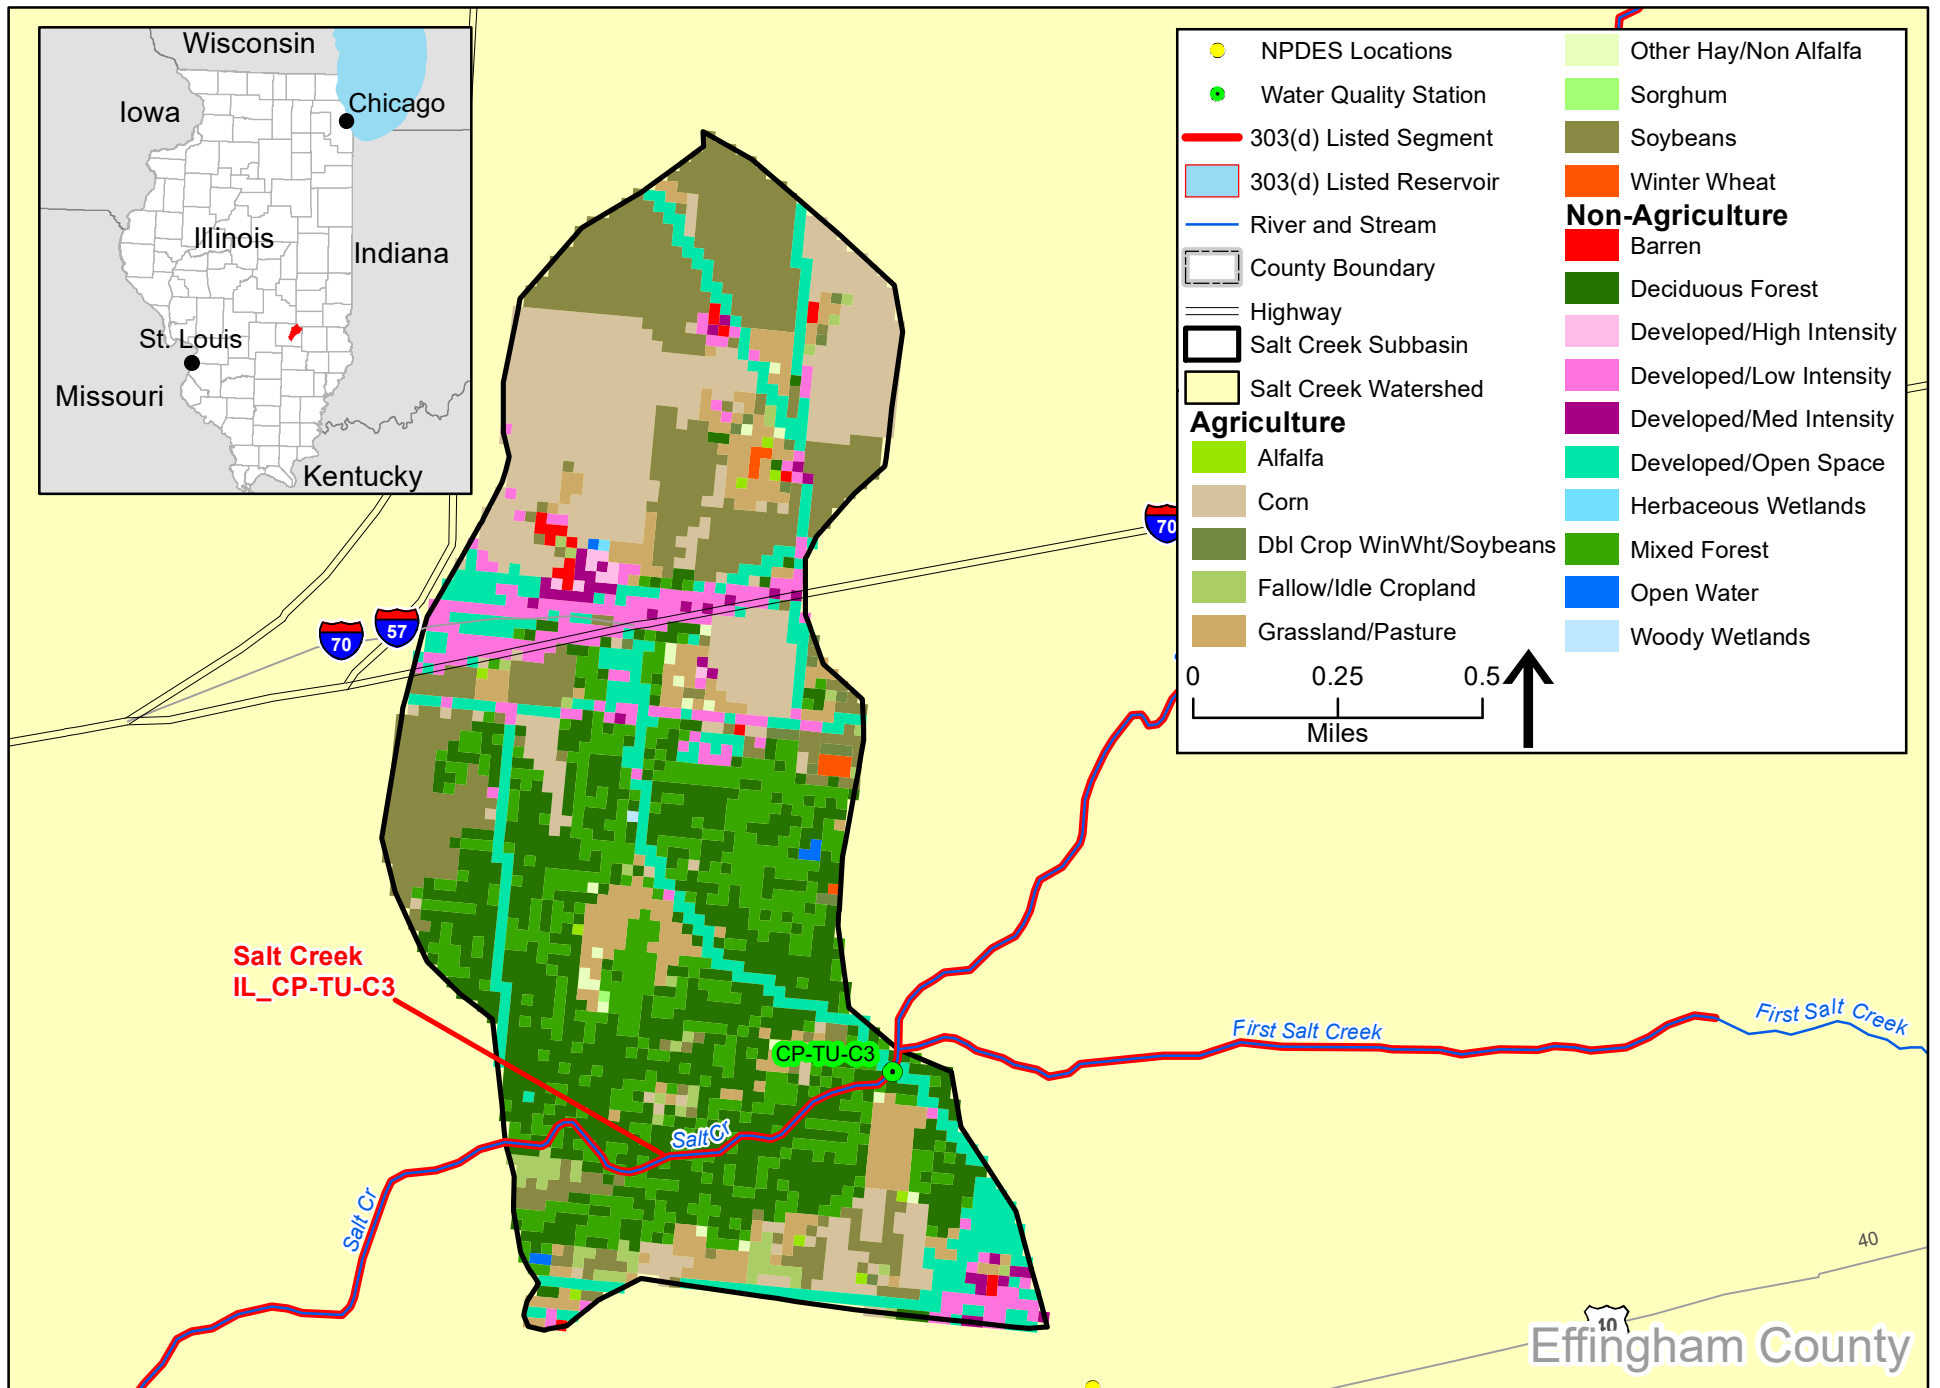 Wisconsin
Iowa
Chicago
Illinois
Indiana
St. Louis
Missouri
Kentucky
NPDES Locations
Water Quality Station
303(d) Listed Segment
303(d) Listed Reservoir
River and Stream
County Boundary
Highway
Salt Creek Subbasin
Salt Creek Watershed
Agriculture
Alfalfa
Corn
Dbl Crop WinWht/Soybeans
Fallow/Idle Cropland
Grassland/Pasture
Other Hay/Non Alfalfa
Sorghum
Soybeans
Winter Wheat
Non-Agriculture
Barren
Deciduous Forest
Developed/High Intensity
Developed/Low Intensity
Developed/Med Intensity
Developed/Open Space
Herbaceous Wetlands
Mixed Forest
Open Water
Woody Wetlands
0 0.25 0.5
Miles
70
70
57
Salt Creek
IL_CP-TU-C3
CP-TU-C3
First Salt Creek
First Salt Creek
Salt Cr
Salt Cr
40
40
Effingham County